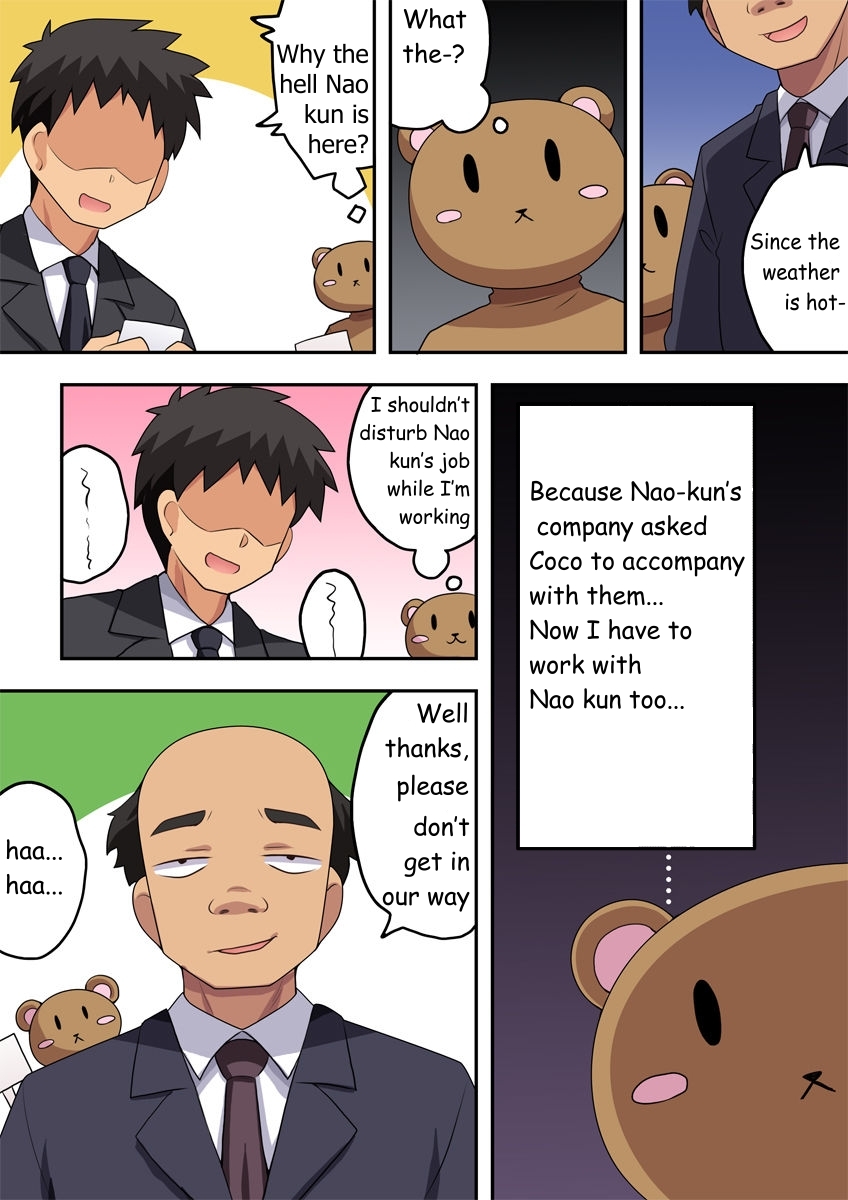 Why the
hell Nao
kun is
here?
What
the-?
Since the
weather
is hot-
I shouldn't
disturb Nao
kun's job
while I'm
working
Because Nao-kun's
company asked
Coco to accompany
with them...
Now I have to
work with
Nao kun too...
Well
thanks,
please
don't
get in
our way
haa...
haa...